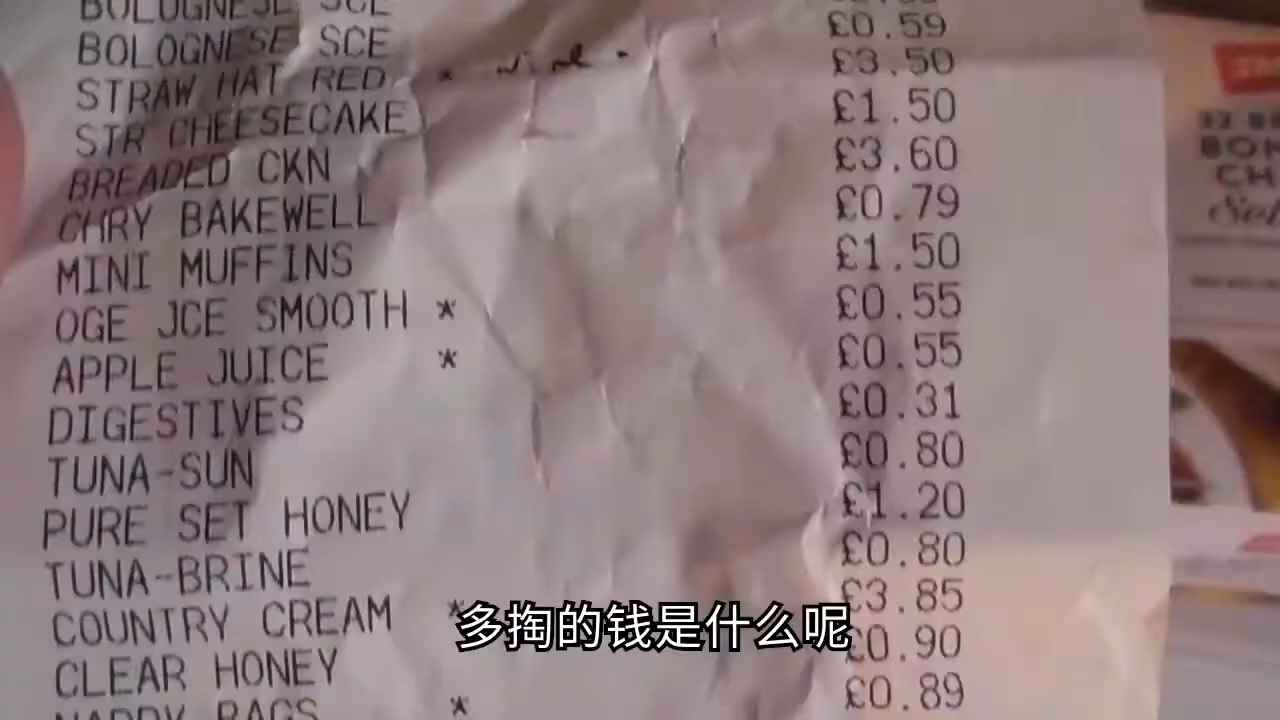 BOLOGNESE SCE
BOLOGNESE SCE £0.59
STRAW HAT RED * wine £3.50
STR CHEESECAKE £1.50
BREADED CKN £3.60
CHRY BAKEWELL £0.79
MINI MUFFINS £1.50
OGE JCE SMOOTH * £0.55
APPLE JUICE * £0.55
DIGESTIVES £0.31
TUNA-SUN £0.80
PURE SET HONEY £1.20
TUNA-BRINE £0.80
COUNTRY CREAM * £3.85
CLEAR HONEY £0.90
NAPPY BAGS * £0.89
多掏的钱是什么呢